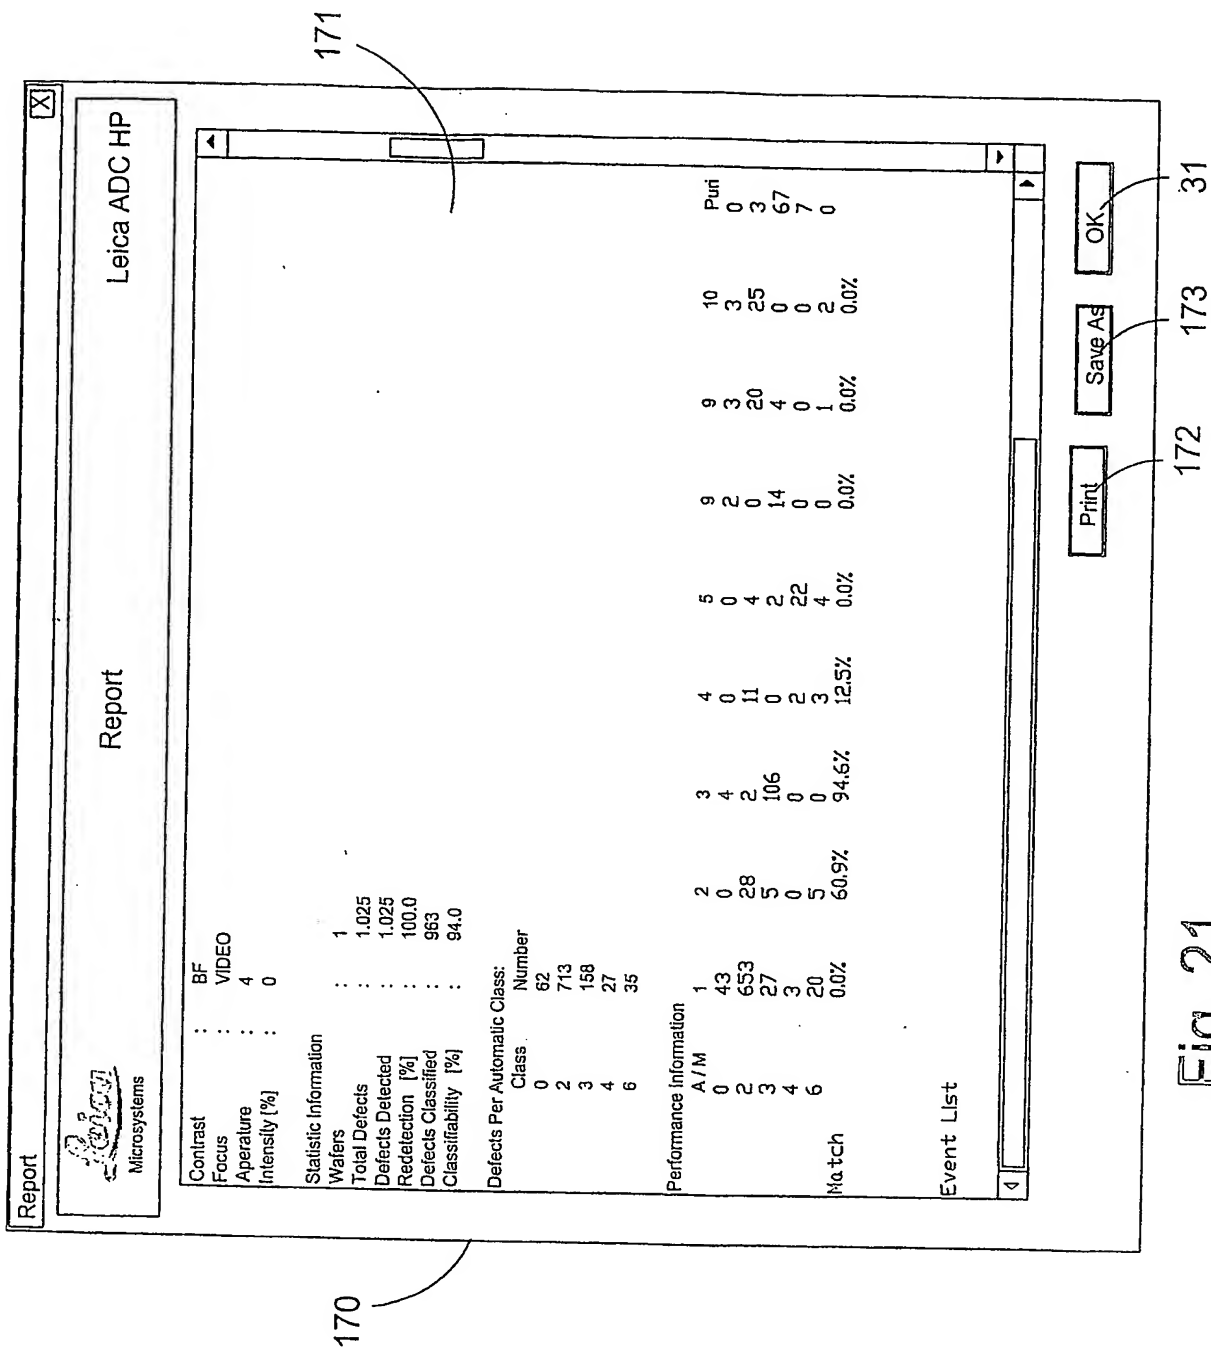 Report X
Leica
Microsystems
Report
Leica ADC HP
Contrast : BF
Focus : VIDEO
Aperature : 4
Intensity [%] : 0
Statistic Information
Wafers : 1
Total Defects : 1.025
Defects Detected : 1.025
Redetection [%] : 100.0
Defects Classified : 963
Classifiability [%] : 94.0
Defects Per Automatic Class:
Class Number
0 62
2 713
3 158
4 27
6 35
Performance Information
A/M 1 2 3 4 5 9 9 10 Puri
0 43 0 4 0 0 2 3 3 0
2 653 28 2 11 4 0 20 25 3
3 27 5 106 0 2 14 4 0 67
4 3 0 0 2 22 0 0 0 7
6 20 5 0 3 4 0 1 2 0
Match 0.0% 60.9% 94.6% 12.5% 0.0% 0.0% 0.0% 0.0%
Event List
Print Save As OK
170
171
172
173
31
Fig. 21